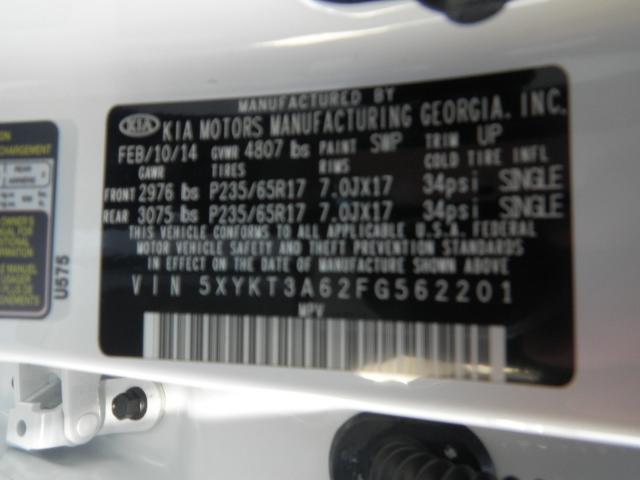 MANUFACTURED BY
KIA KIA MOTORS MANUFACTURING GEORGIA. INC.
FEB/10/14 GVWR 4807 lbs PAINT SWP TRIM UP
GAWR TIRES RIMS COLD TIRE INFL
FRONT 2976 lbs P235/65R17 7.0JX17 34psi SINGLE
REAR 3075 lbs P235/65R17 7.0JX17 34psi SINGLE
THIS VEHICLE CONFORMS TO ALL APPLICABLE U.S.A. FEDERAL
MOTOR VEHICLE SAFETY AND THEFT PREVENTION STANDARDS
IN EFFECT ON THE DATE OF MANUFACTURE SHOWN ABOVE
VIN 5XYKT3A62FG562201
MPV
U575